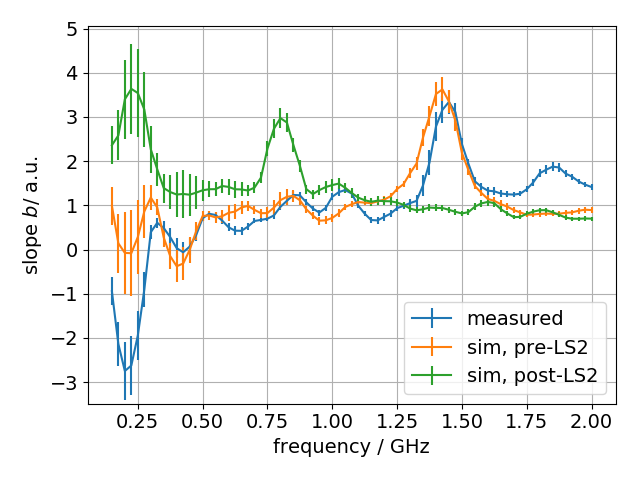 5
4
3
2
1
0
−1
−2
−3
slope b/ a.u.
measured
sim, pre-LS2
sim, post-LS2
0.25 0.50 0.75 1.00 1.25 1.50 1.75 2.00
frequency / GHz